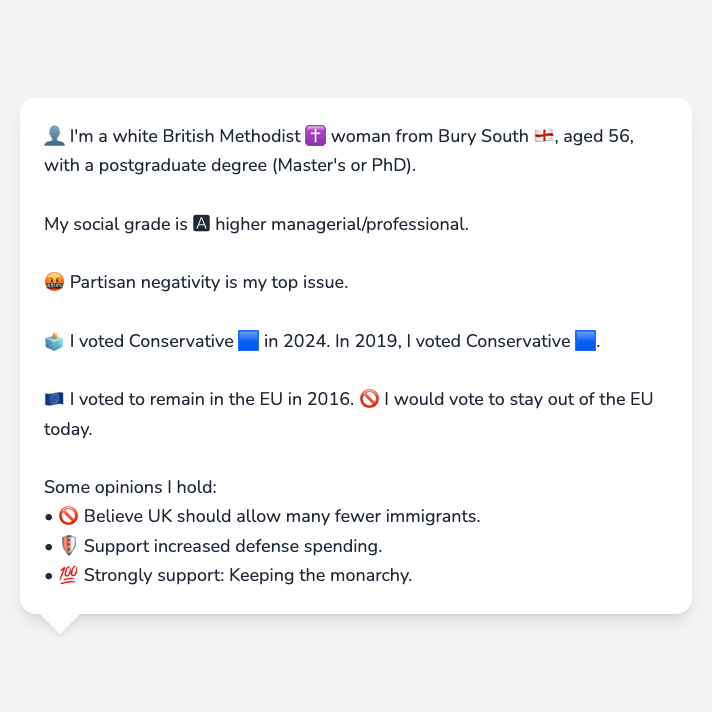 👤 I'm a white British Methodist ✝️ woman from Bury South 🏴󠁧󠁢󠁥󠁮󠁧󠁿, aged 56,
with a postgraduate degree (Master's or PhD).
My social grade is 🅰 higher managerial/professional.
🤬 Partisan negativity is my top issue.
🗳️ I voted Conservative 🟦 in 2024. In 2019, I voted Conservative 🟦.
🇪🇺 I voted to remain in the EU in 2016. 🚫 I would vote to stay out of the EU
today.
Some opinions I hold:
• 🚫 Believe UK should allow many fewer immigrants.
• 🛡️ Support increased defense spending.
• 💯 Strongly support: Keeping the monarchy.